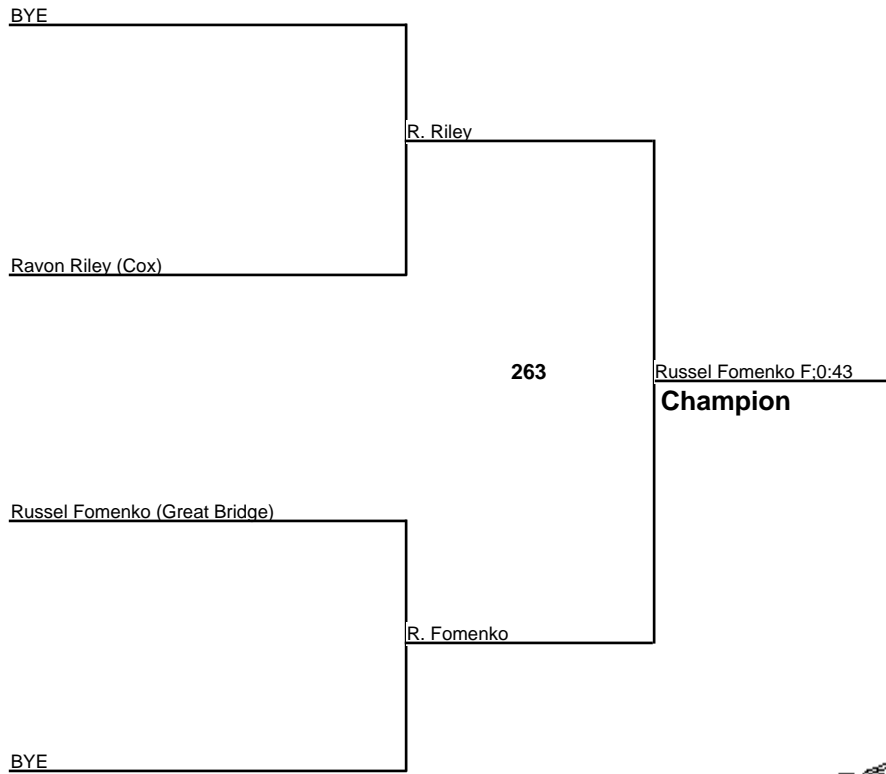 BYE
R. Riley
Ravon Riley (Cox)
263
Russel Fomenko F;0:43
Champion
Russel Fomenko (Great Bridge)
R. Fomenko
BYE